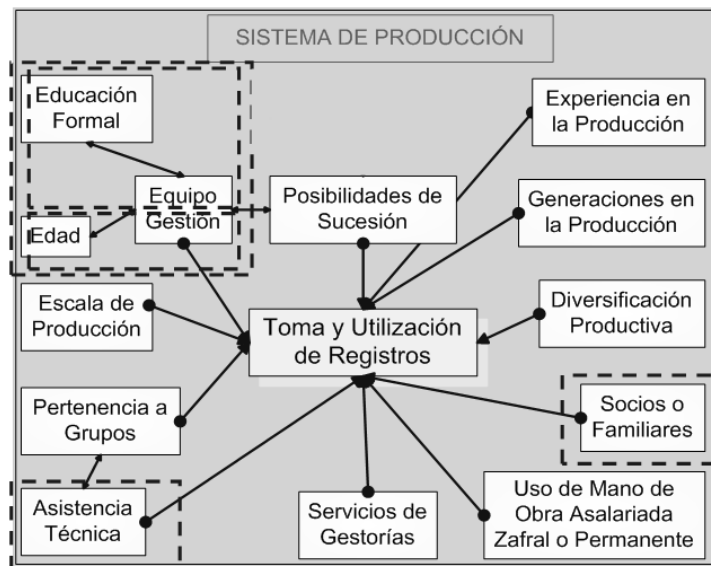 SISTEMA DE PRODUCCIÓN
Educación
Formal
Experiencia en
la Producción
Equipo
Gestión
Posibilidades de
Sucesión
Generaciones en
la Producción
Edad
Escala de
Producción
Toma y Utilización
de Registros
Diversificación
Productiva
Pertenencia a
Grupos
Socios o
Familiares
Asistencia
Técnica
Servicios de
Gestorías
Uso de Mano de
Obra Asalariada
Zafral o Permanente